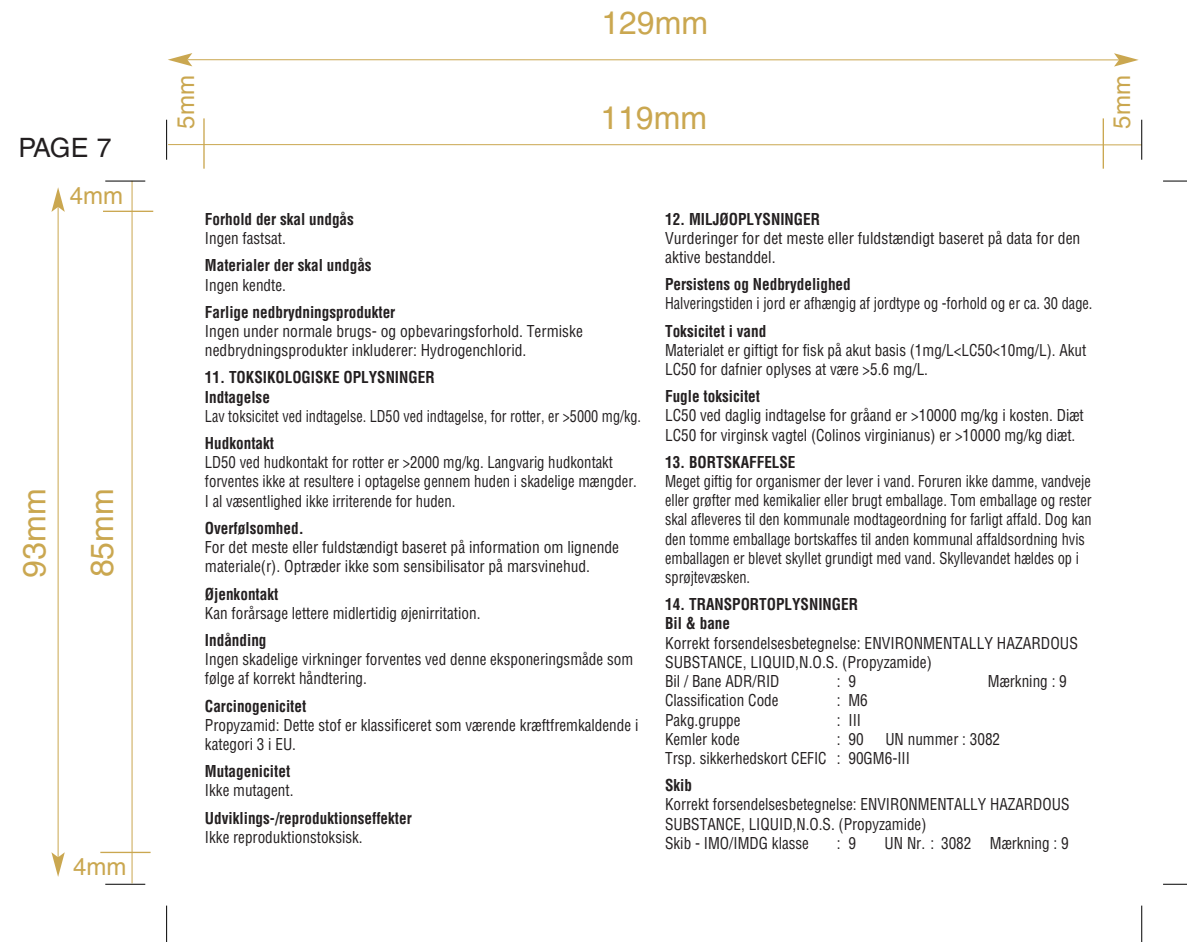 129mm
5mm
119mm
5mm
PAGE 7
4mm
93mm
85mm
4mm
Forhold der skal undgås
Ingen fastsat.
Materialer der skal undgås
Ingen kendte.
Farlige nedbrydningsprodukter
Ingen under normale brugs- og opbevaringsforhold. Termiske
nedbrydningsprodukter inkluderer: Hydrogenchlorid.
11. TOKSIKOLOGISKE OPLYSNINGER
Indtagelse
Lav toksicitet ved indtagelse. LD50 ved indtagelse, for rotter, er >5000 mg/kg.
Hudkontakt
LD50 ved hudkontakt for rotter er >2000 mg/kg. Langvarig hudkontakt
forventes ikke at resultere i optagelse gennem huden i skadelige mængder.
I al væsentlighed ikke irriterende for huden.
Overfølsomhed.
For det meste eller fuldstændigt baseret på information om lignende
materiale(r). Optræder ikke som sensibilisator på marsvinehud.
Øjenkontakt
Kan forårsage lettere midlertidig øjenirritation.
Indånding
Ingen skadelige virkninger forventes ved denne eksponeringsmåde som
følge af korrekt håndtering.
Carcinogenicitet
Propyzamid: Dette stof er klassificeret som værende kræftfremkaldende i
kategori 3 i EU.
Mutagenicitet
Ikke mutagent.
Udviklings-/reproduktionseffekter
Ikke reproduktionstoksisk.
12. MILJØOPLYSNINGER
Vurderinger for det meste eller fuldstændigt baseret på data for den
aktive bestanddel.
Persistens og Nedbrydelighed
Halveringstiden i jord er afhængig af jordtype og -forhold og er ca. 30 dage.
Toksicitet i vand
Materialet er giftigt for fisk på akut basis (1mg/L<LC50<10mg/L). Akut
LC50 for dafnier oplyses at være >5.6 mg/L.
Fugle toksicitet
LC50 ved daglig indtagelse for gråand er >10000 mg/kg i kosten. Diæt
LC50 for virginsk vagtel (Colinos virginianus) er >10000 mg/kg diæt.
13. BORTSKAFFELSE
Meget giftig for organismer der lever i vand. Foruren ikke damme, vandveje
eller grøfter med kemikalier eller brugt emballage. Tom emballage og rester
skal afleveres til den kommunale modtageordning for farligt affald. Dog kan
den tomme emballage bortskaffes til anden kommunal affaldsordning hvis
emballagen er blevet skyllet grundigt med vand. Skyllevandet hældes op i
sprøjtevæsken.
14. TRANSPORTOPLYSNINGER
Bil & bane
Korrekt forsendelsesbetegnelse: ENVIRONMENTALLY HAZARDOUS
SUBSTANCE, LIQUID,N.O.S. (Propyzamide)
Bil / Bane ADR/RID : 9 Mærkning : 9
Classification Code : M6
Pakg.gruppe : III
Kemler kode : 90 UN nummer : 3082
Trsp. sikkerhedskort CEFIC : 90GM6-III
Skib
Korrekt forsendelsesbetegnelse: ENVIRONMENTALLY HAZARDOUS
SUBSTANCE, LIQUID,N.O.S. (Propyzamide)
Skib - IMO/IMDG klasse : 9 UN Nr. : 3082 Mærkning : 9